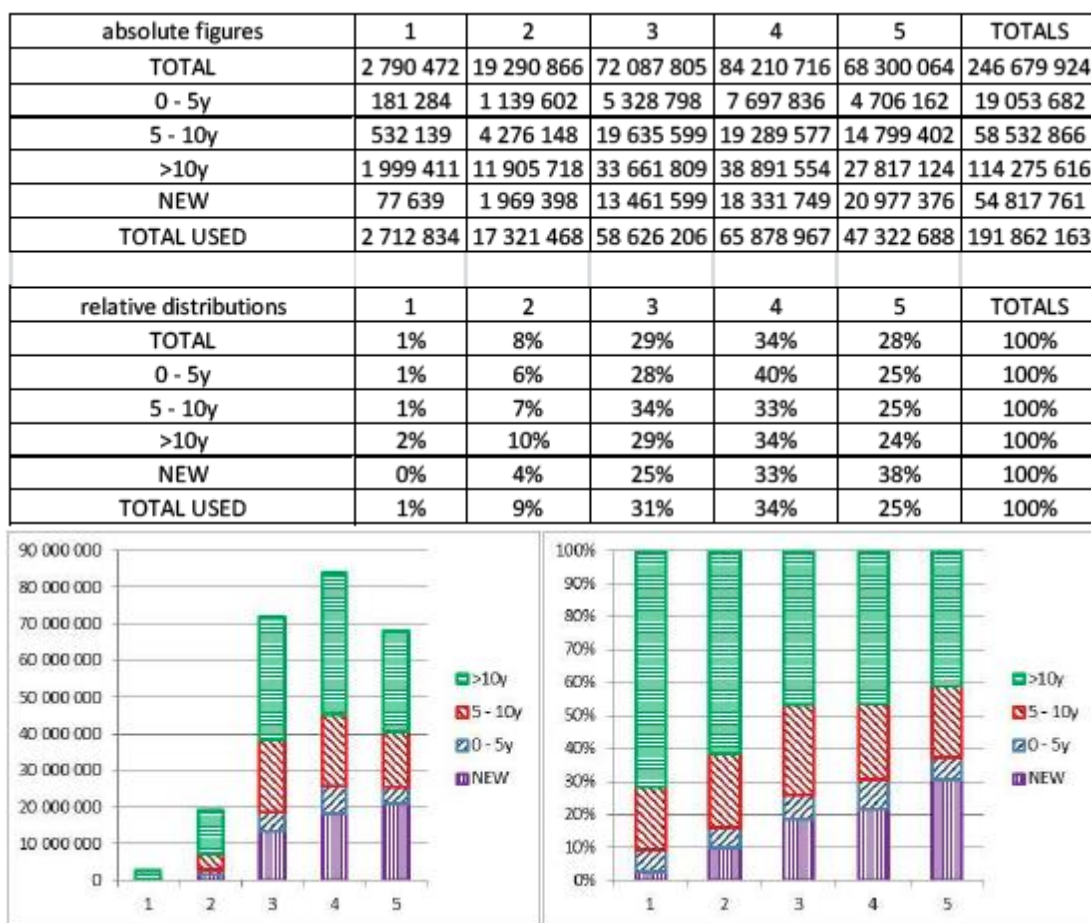 absolute figures 1 2 3 4 5 TOTALS
TOTAL 2 790 472 19 290 866 72 087 805 84 210 716 68 300 064 246 679 924
0 - 5y 181 284 1 139 602 5 328 798 7 697 836 4 706 162 19 053 682
5 - 10y 532 139 4 276 148 19 635 599 19 289 577 14 799 402 58 532 866
>10y 1 999 411 11 905 718 33 661 809 38 891 554 27 817 124 114 275 616
NEW 77 639 1 969 398 13 461 599 18 331 749 20 977 376 54 817 761
TOTAL USED 2 712 834 17 321 468 58 626 206 65 878 967 47 322 688 191 862 163
relative distributions 1 2 3 4 5 TOTALS
TOTAL 1% 8% 29% 34% 28% 100%
0 - 5y 1% 6% 28% 40% 25% 100%
5 - 10y 1% 7% 34% 33% 25% 100%
>10y 2% 10% 29% 34% 24% 100%
NEW 0% 4% 25% 33% 38% 100%
TOTAL USED 1% 9% 31% 34% 25% 100%
90 000 000
80 000 000
70 000 000
60 000 000
50 000 000
40 000 000
30 000 000
20 000 000
10 000 000
0
1 2 3 4 5
>10y
5 - 10y
0 - 5y
NEW
100%
90%
80%
70%
60%
50%
40%
30%
20%
10%
0%
1 2 3 4 5
>10y
5 - 10y
0 - 5y
NEW